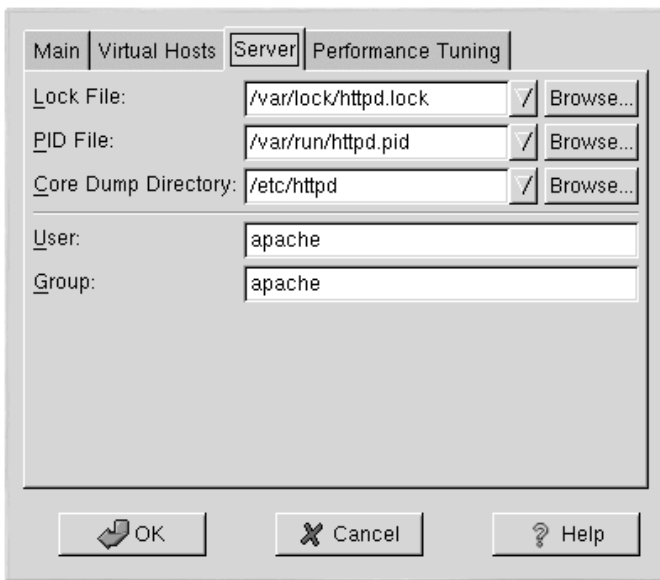 Main Virtual Hosts Server Performance Tuning
Lock File: /var/lock/httpd.lock Browse...
PID File: /var/run/httpd.pid Browse...
Core Dump Directory: /etc/httpd Browse...
User: apache
Group: apache
OK Cancel Help